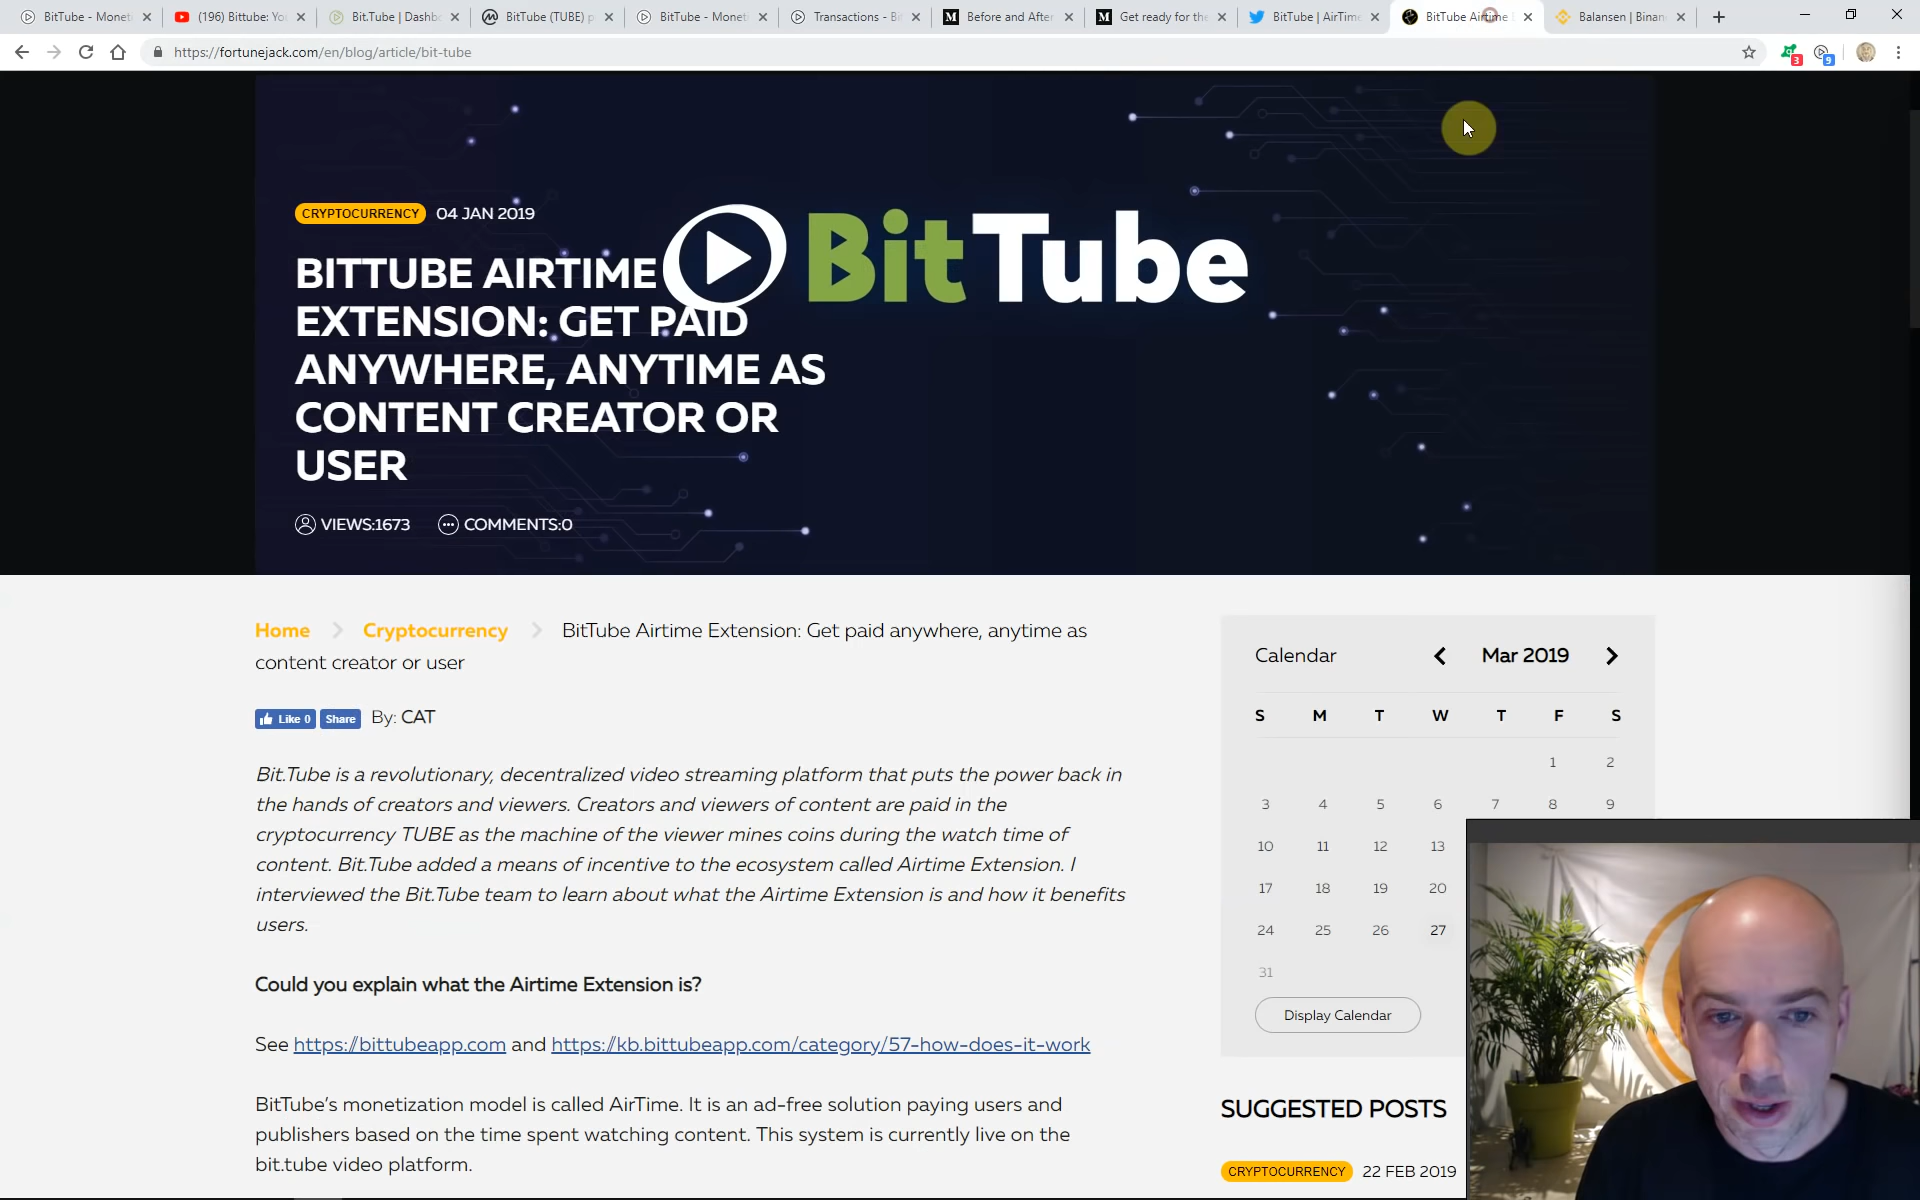 BitTube - Moneti
(196) Bittube: Yo
Bit.Tube | Dashbo
BitTube (TUBE) p
BitTube - Moneti
Transactions - Bi
Before and After
Get ready for the
BitTube | AirTime
BitTube Airtime E
Balansen | Binan
https://fortunejack.com/en/blog/article/bit-tube
3
9
CRYPTOCURRENCY 04 JAN 2019
BitTube
BITTUBE AIRTIME
EXTENSION: GET PAID
ANYWHERE, ANYTIME AS
CONTENT CREATOR OR
USER
VIEWS:1673 COMMENTS:0
Home > Cryptocurrency > BitTube Airtime Extension: Get paid anywhere, anytime as
content creator or user
Like 0 Share By: CAT
Bit.Tube is a revolutionary, decentralized video streaming platform that puts the power back in
the hands of creators and viewers. Creators and viewers of content are paid in the
cryptocurrency TUBE as the machine of the viewer mines coins during the watch time of
content. Bit.Tube added a means of incentive to the ecosystem called Airtime Extension. I
interviewed the Bit.Tube team to learn about what the Airtime Extension is and how it benefits
users.
Could you explain what the Airtime Extension is?
See https://bittubeapp.com and https://kb.bittubeapp.com/category/57-how-does-it-work
BitTube's monetization model is called AirTime. It is an ad-free solution paying users and
publishers based on the time spent watching content. This system is currently live on the
bit.tube video platform.
Calendar Mar 2019
S M T W T F S
1 2
3 4 5 6 7 8 9
10 11 12 13
17 18 19 20
24 25 26 27
31
Display Calendar
SUGGESTED POSTS
CRYPTOCURRENCY 22 FEB 2019